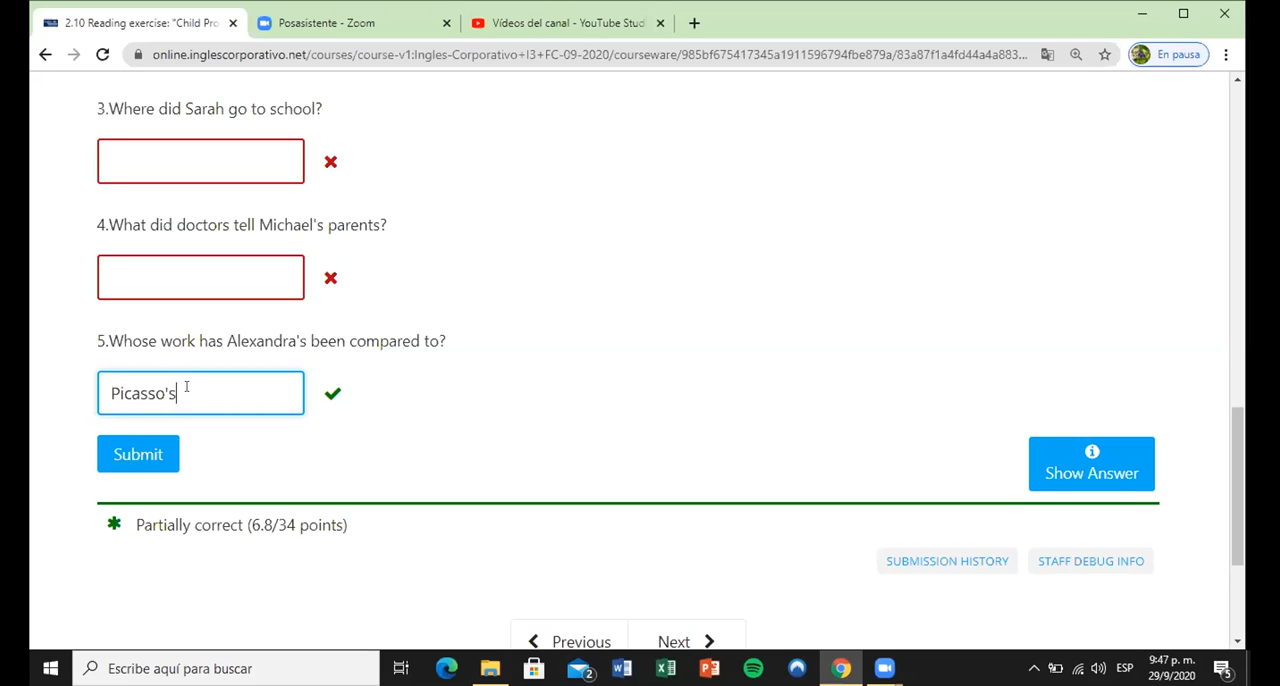 2.10 Reading exercise: "Child Pro
Posasistente - Zoom
Vídeos del canal - YouTube Stud
online.inglescorporativo.net/courses/course-v1:Ingles-Corporativo+I3+FC-09-2020/courseware/985bf675417345a1911596794fbe879a/83a87f1a4fd44a4a883...
En pausa
3.Where did Sarah go to school?
4.What did doctors tell Michael's parents?
5.Whose work has Alexandra's been compared to?
Picasso's
Submit
Show Answer
Partially correct (6.8/34 points)
SUBMISSION HISTORY
STAFF DEBUG INFO
Previous
Next
Escribe aquí para buscar
2
ESP
9:47 p. m.
29/9/2020
5